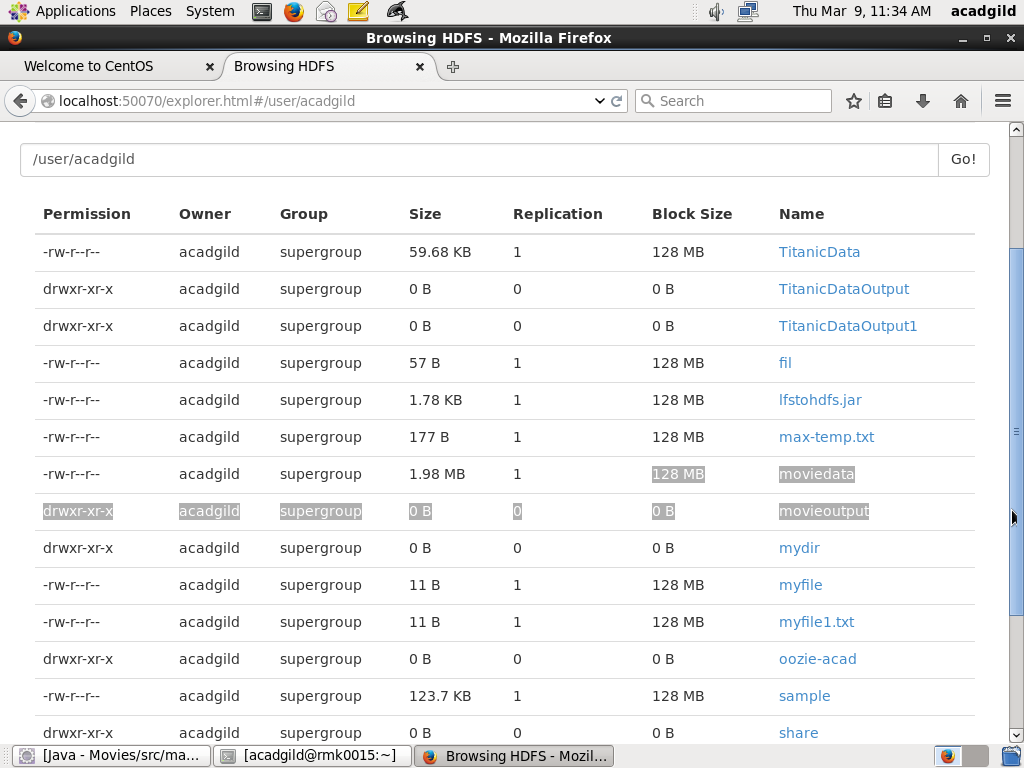 Applications Places System Thu Mar 9, 11:34 AM acadgild
Browsing HDFS - Mozilla Firefox
Welcome to CentOS Browsing HDFS
localhost:50070/explorer.html#/user/acadgild Search
/user/acadgild Go!
Permission Owner Group Size Replication Block Size Name
-rw-r--r-- acadgild supergroup 59.68 KB 1 128 MB TitanicData
drwxr-xr-x acadgild supergroup 0 B 0 0 B TitanicDataOutput
drwxr-xr-x acadgild supergroup 0 B 0 0 B TitanicDataOutput1
-rw-r--r-- acadgild supergroup 57 B 1 128 MB fil
-rw-r--r-- acadgild supergroup 1.78 KB 1 128 MB lfstohdfs.jar
-rw-r--r-- acadgild supergroup 177 B 1 128 MB max-temp.txt
-rw-r--r-- acadgild supergroup 1.98 MB 1 128 MB moviedata
drwxr-xr-x acadgild supergroup 0 B 0 0 B movieoutput
drwxr-xr-x acadgild supergroup 0 B 0 0 B mydir
-rw-r--r-- acadgild supergroup 11 B 1 128 MB myfile
-rw-r--r-- acadgild supergroup 11 B 1 128 MB myfile1.txt
drwxr-xr-x acadgild supergroup 0 B 0 0 B oozie-acad
-rw-r--r-- acadgild supergroup 123.7 KB 1 128 MB sample
drwxr-xr-x acadgild supergroup 0 B 0 0 B share
[Java - Movies/src/ma... [acadgild@rmk0015:~] Browsing HDFS - Mozil...